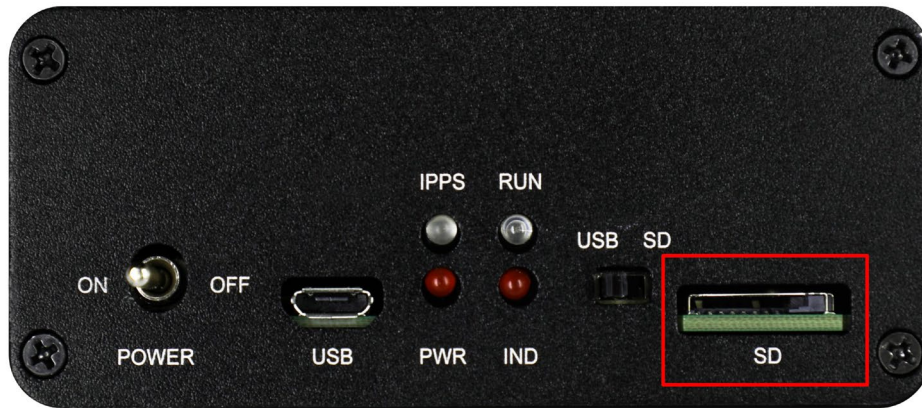 IPPS RUN
USB SD
ON OFF
POWER USB PWR IND SD